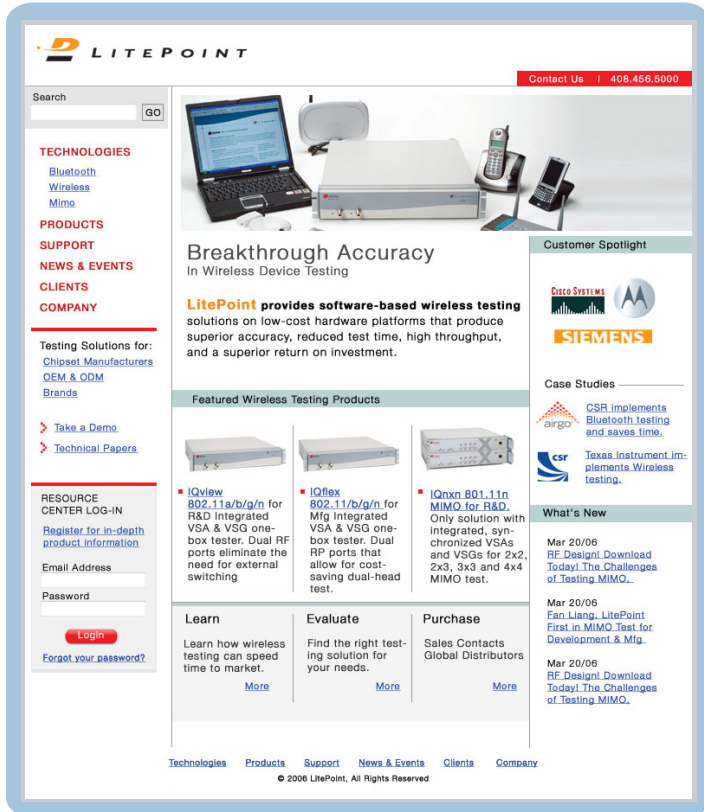 LITEPOINT
Contact Us | 408.456.5000
Search
GO
TECHNOLOGIES
Bluetooth
Wireless
Mimo
PRODUCTS
SUPPORT
NEWS & EVENTS
CLIENTS
COMPANY
Testing Solutions for:
Chipset Manufacturers
OEM & ODM
Brands
Take a Demo
Technical Papers
RESOURCE
CENTER LOG-IN
Register for in-depth
product information
Email Address
Password
Login
Forgot your password?
Breakthrough Accuracy
In Wireless Device Testing
LitePoint provides software-based wireless testing
solutions on low-cost hardware platforms that produce
superior accuracy, reduced test time, high throughput,
and a superior return on investment.
Featured Wireless Testing Products
IQview
802.11a/b/g/n for
R&D Integrated
VSA & VSG one-
box tester. Dual RF
ports eliminate the
need for external
switching
IQflex
802.11/b/g/n for
Mfg Integrated
VSA & VSG one-
box tester. Dual
RP ports that
allow for cost-
saving dual-head
test.
IQnxn 801.11n
MIMO for R&D.
Only solution with
integrated, syn-
chronized VSAs
and VSGs for 2x2,
2x3, 3x3 and 4x4
MIMO test.
Learn
Learn how wireless
testing can speed
time to market.
More
Evaluate
Find the right test-
ing solution for
your needs.
More
Purchase
Sales Contacts
Global Distributors
More
Customer Spotlight
CISCO SYSTEMS
SIEMENS
Case Studies
airgo
CSR implements
Bluetooth testing
and saves time.
csr
Texas Instrument im-
plements Wireless
testing.
What's New
Mar 20/06
RF Design! Download
Today! The Challenges
of Testing MIMO.
Mar 20/06
Fan Liang, LitePoint
First in MIMO Test for
Development & Mfg
Mar 20/06
RF Design! Download
Today! The Challenges
of Testing MIMO.
Technologies Products Support News & Events Clients Company
© 2006 LitePoint, All Rights Reserved